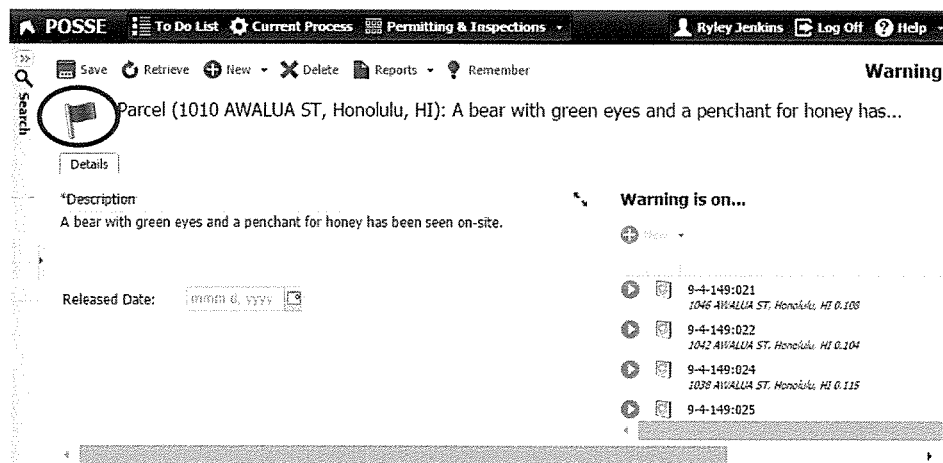 POSSE To Do List Current Process Permitting & Inspections Ryley Jenkins Log Off Help
Search
Save Retrieve New Delete Reports Remember Warning
Parcel (1010 AWALUA ST, Honolulu, HI): A bear with green eyes and a penchant for honey has...
Details
*Description
A bear with green eyes and a penchant for honey has been seen on-site.
Warning is on...
New
Released Date: mmm d, yyyy
9-4-149:021
1046 AWALUA ST, Honolulu, HI 0.108
9-4-149:022
1042 AWALUA ST, Honolulu, HI 0.104
9-4-149:024
1038 AWALUA ST, Honolulu, HI 0.115
9-4-149:025